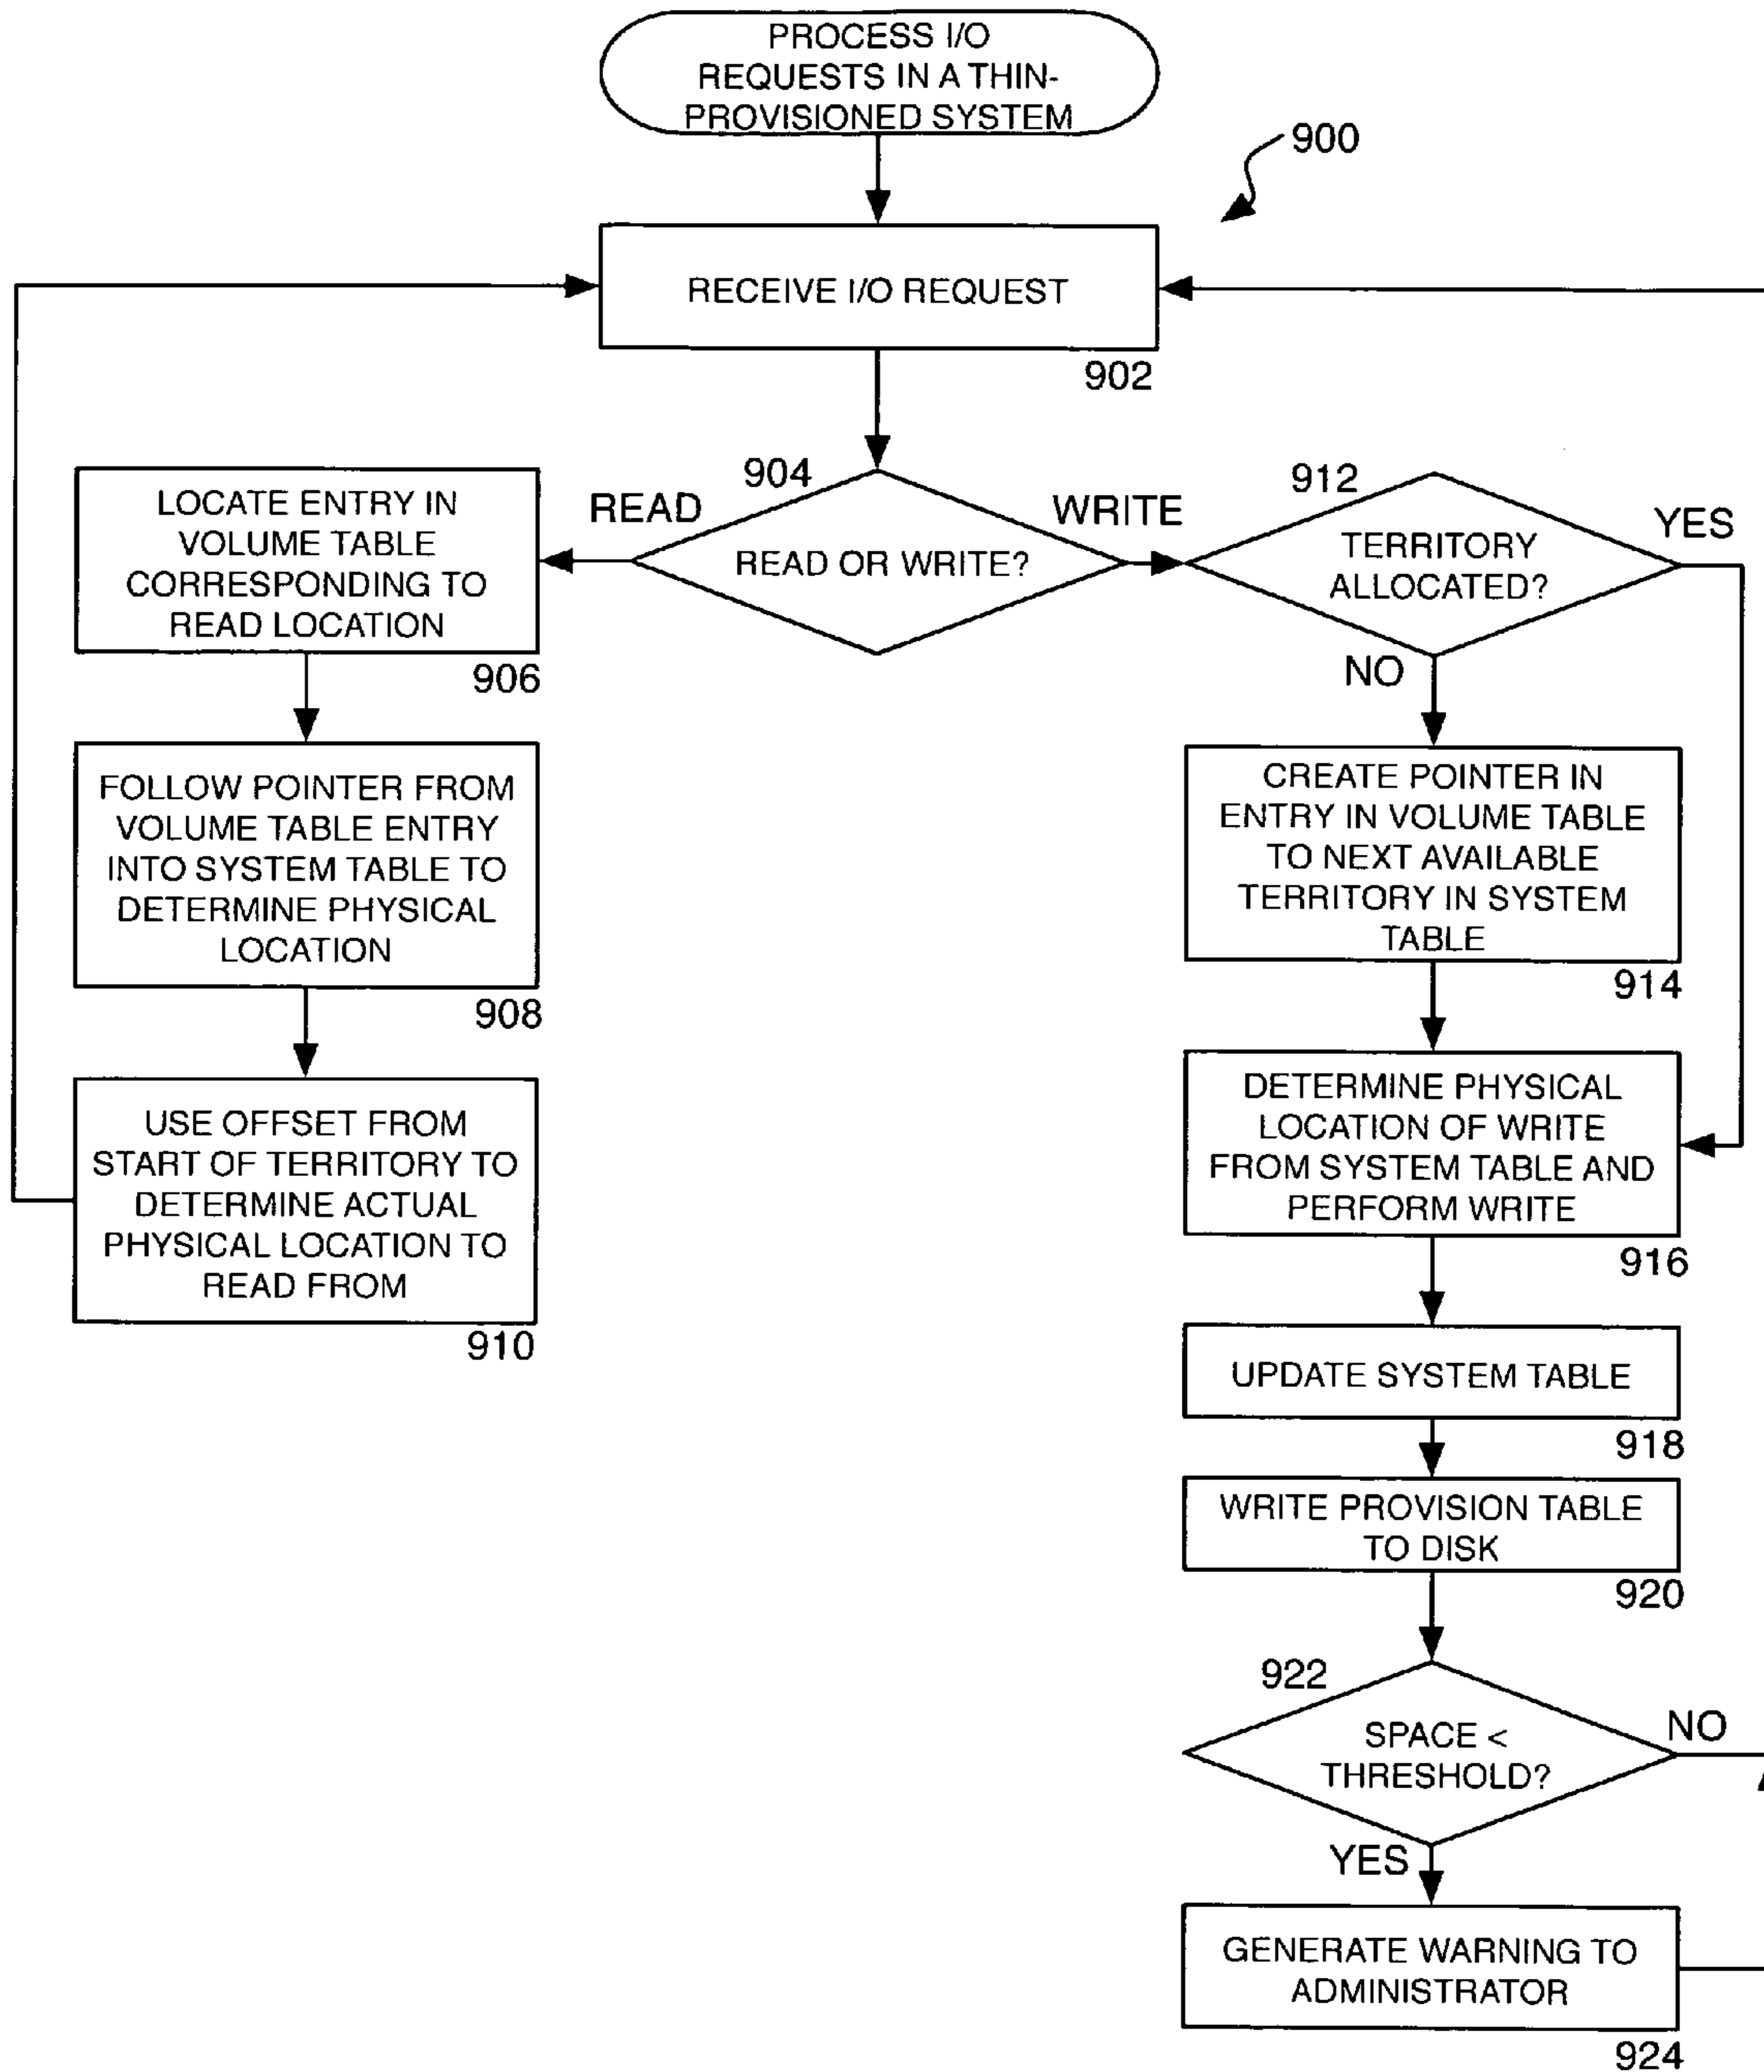 PROCESS I/O
REQUESTS IN A THIN-
PROVISIONED SYSTEM
900
RECEIVE I/O REQUEST
902
904
READ
WRITE
READ OR WRITE?
LOCATE ENTRY IN
VOLUME TABLE
CORRESPONDING TO
READ LOCATION
906
FOLLOW POINTER FROM
VOLUME TABLE ENTRY
INTO SYSTEM TABLE TO
DETERMINE PHYSICAL
LOCATION
908
USE OFFSET FROM
START OF TERRITORY TO
DETERMINE ACTUAL
PHYSICAL LOCATION TO
READ FROM
910
912
YES
TERRITORY
ALLOCATED?
NO
CREATE POINTER IN
ENTRY IN VOLUME TABLE
TO NEXT AVAILABLE
TERRITORY IN SYSTEM
TABLE
914
DETERMINE PHYSICAL
LOCATION OF WRITE
FROM SYSTEM TABLE AND
PERFORM WRITE
916
UPDATE SYSTEM TABLE
918
WRITE PROVISION TABLE
TO DISK
920
922
NO
SPACE <
THRESHOLD?
YES
GENERATE WARNING TO
ADMINISTRATOR
924